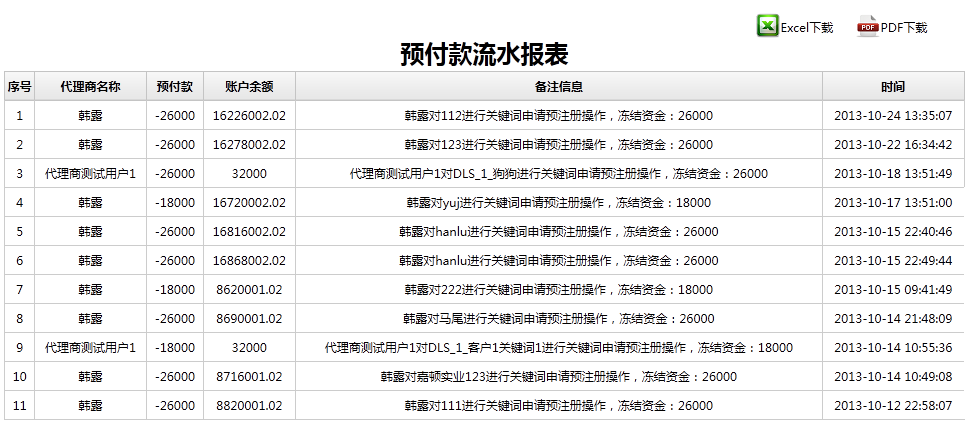 Excel下载 PDF下载
预付款流水报表
序号 代理商名称 预付款 账户余额 备注信息 时间
1 韩露 -26000 16226002.02 韩露对112进行关键词申请预注册操作，冻结资金：26000 2013-10-24 13:35:07
2 韩露 -26000 16278002.02 韩露对123进行关键词申请预注册操作，冻结资金：26000 2013-10-22 16:34:42
3 代理商测试用户1 -26000 32000 代理商测试用户1对DLS_1_狗狗进行关键词申请预注册操作，冻结资金：26000 2013-10-18 13:51:49
4 韩露 -18000 16720002.02 韩露对yuj进行关键词申请预注册操作，冻结资金：18000 2013-10-17 13:51:00
5 韩露 -26000 16816002.02 韩露对hanlu进行关键词申请预注册操作，冻结资金：26000 2013-10-15 22:40:46
6 韩露 -26000 16868002.02 韩露对hanlu进行关键词申请预注册操作，冻结资金：26000 2013-10-15 22:49:44
7 韩露 -18000 8620001.02 韩露对222进行关键词申请预注册操作，冻结资金：18000 2013-10-15 09:41:49
8 韩露 -26000 8690001.02 韩露对马尾进行关键词申请预注册操作，冻结资金：26000 2013-10-14 21:48:09
9 代理商测试用户1 -18000 32000 代理商测试用户1对DLS_1_客户1关键词1进行关键词申请预注册操作，冻结资金：18000 2013-10-14 10:55:36
10 韩露 -26000 8716001.02 韩露对嘉顿实业123进行关键词申请预注册操作，冻结资金：26000 2013-10-14 10:49:08
11 韩露 -26000 8820001.02 韩露对111进行关键词申请预注册操作，冻结资金：26000 2013-10-12 22:58:07